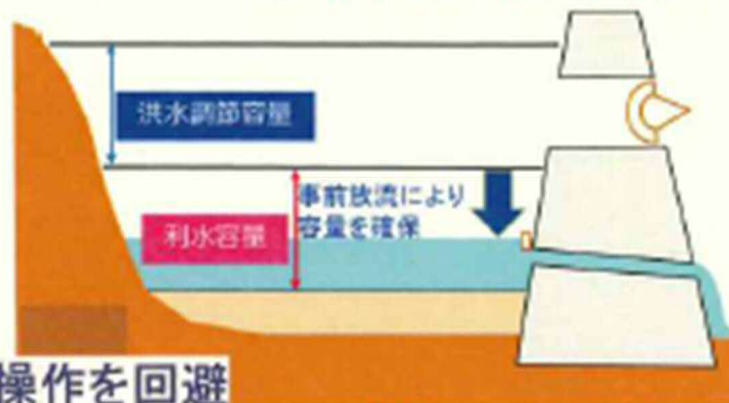 洪水調節容量
事前放流により
容量を確保
利水容量
操作を回避